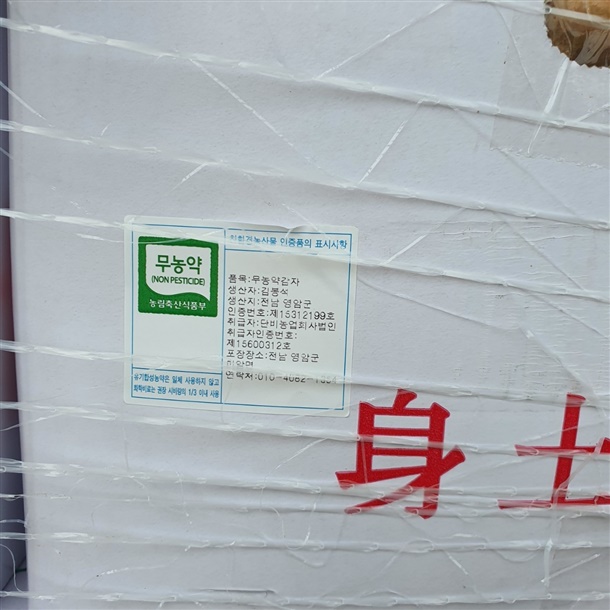 친환경농산물 인증품의 표시사항
무농약
(NON PESTICIDE)
농림축산식품부
품목:무농약감자
생산자:김봉석
생산지:전남 영암군
인증번호:제15312199호
취급자:단비농업회사법인
취급자인증번호:
제15600312호
포장장소:전남 영암군
유기합성농약은 일체 사용하지 않고
화학비료는 권장 시비량의 1/3 이내 사용
身土